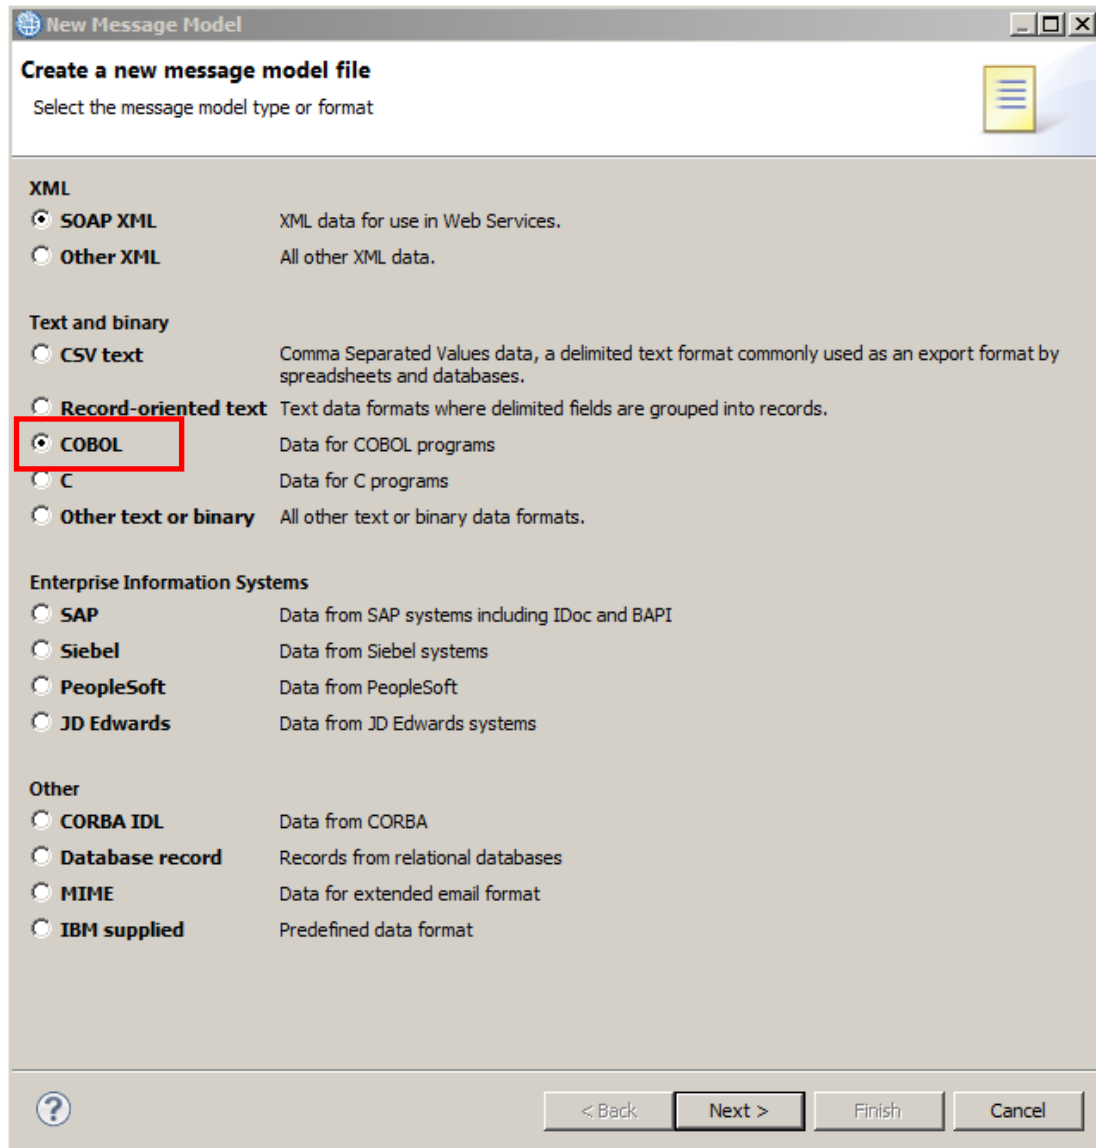 New Message Model
Create a new message model file
Select the message model type or format
XML
SOAP XML XML data for use in Web Services.
Other XML All other XML data.
Text and binary
CSV text Comma Separated Values data, a delimited text format commonly used as an export format by
spreadsheets and databases.
Record-oriented text Text data formats where delimited fields are grouped into records.
COBOL Data for COBOL programs
C Data for C programs
Other text or binary All other text or binary data formats.
Enterprise Information Systems
SAP Data from SAP systems including IDoc and BAPI
Siebel Data from Siebel systems
PeopleSoft Data from PeopleSoft
JD Edwards Data from JD Edwards systems
Other
CORBA IDL Data from CORBA
Database record Records from relational databases
MIME Data for extended email format
IBM supplied Predefined data format
? < Back Next > Finish Cancel